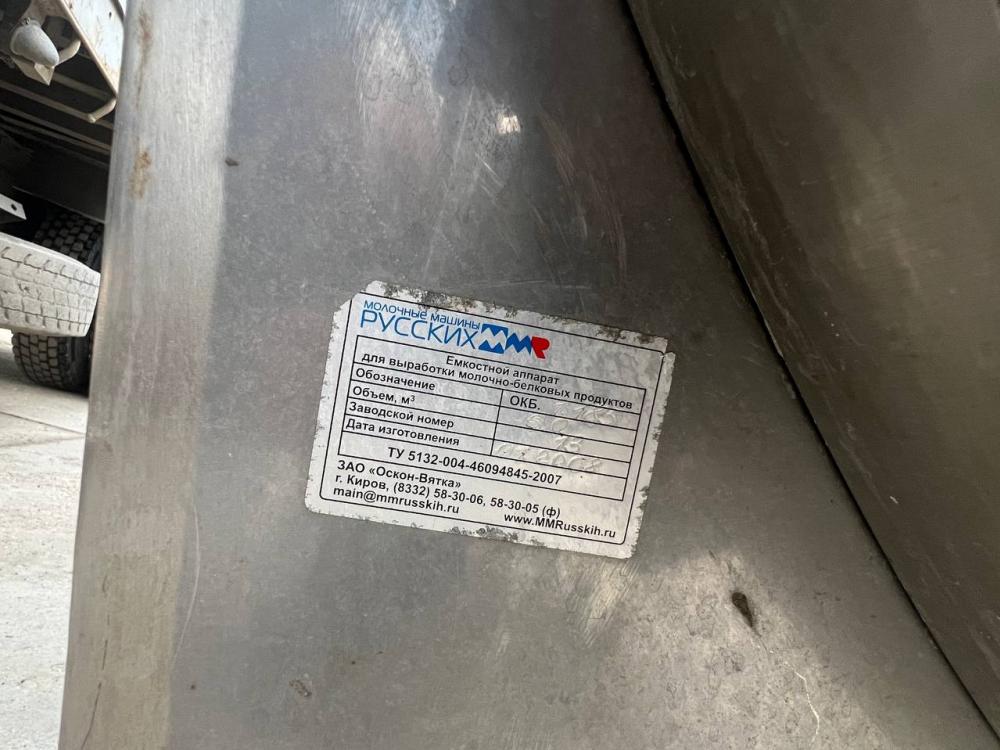 МОЛОЧНЫЕ МАШИНЫ
РУССКИХ MMR
Емкостной аппарат
для выработки молочно-белковых продуктов
Обозначение ОКБ.
Объем, м³
Заводской номер 13
Дата изготовления 2008
ТУ 5132-004-46094845-2007
ЗАО «Оскон-Вятка»
г. Киров, (8332) 58-30-06, 58-30-05 (ф)
main@mmrusskih.ru www.MMRusskih.ru